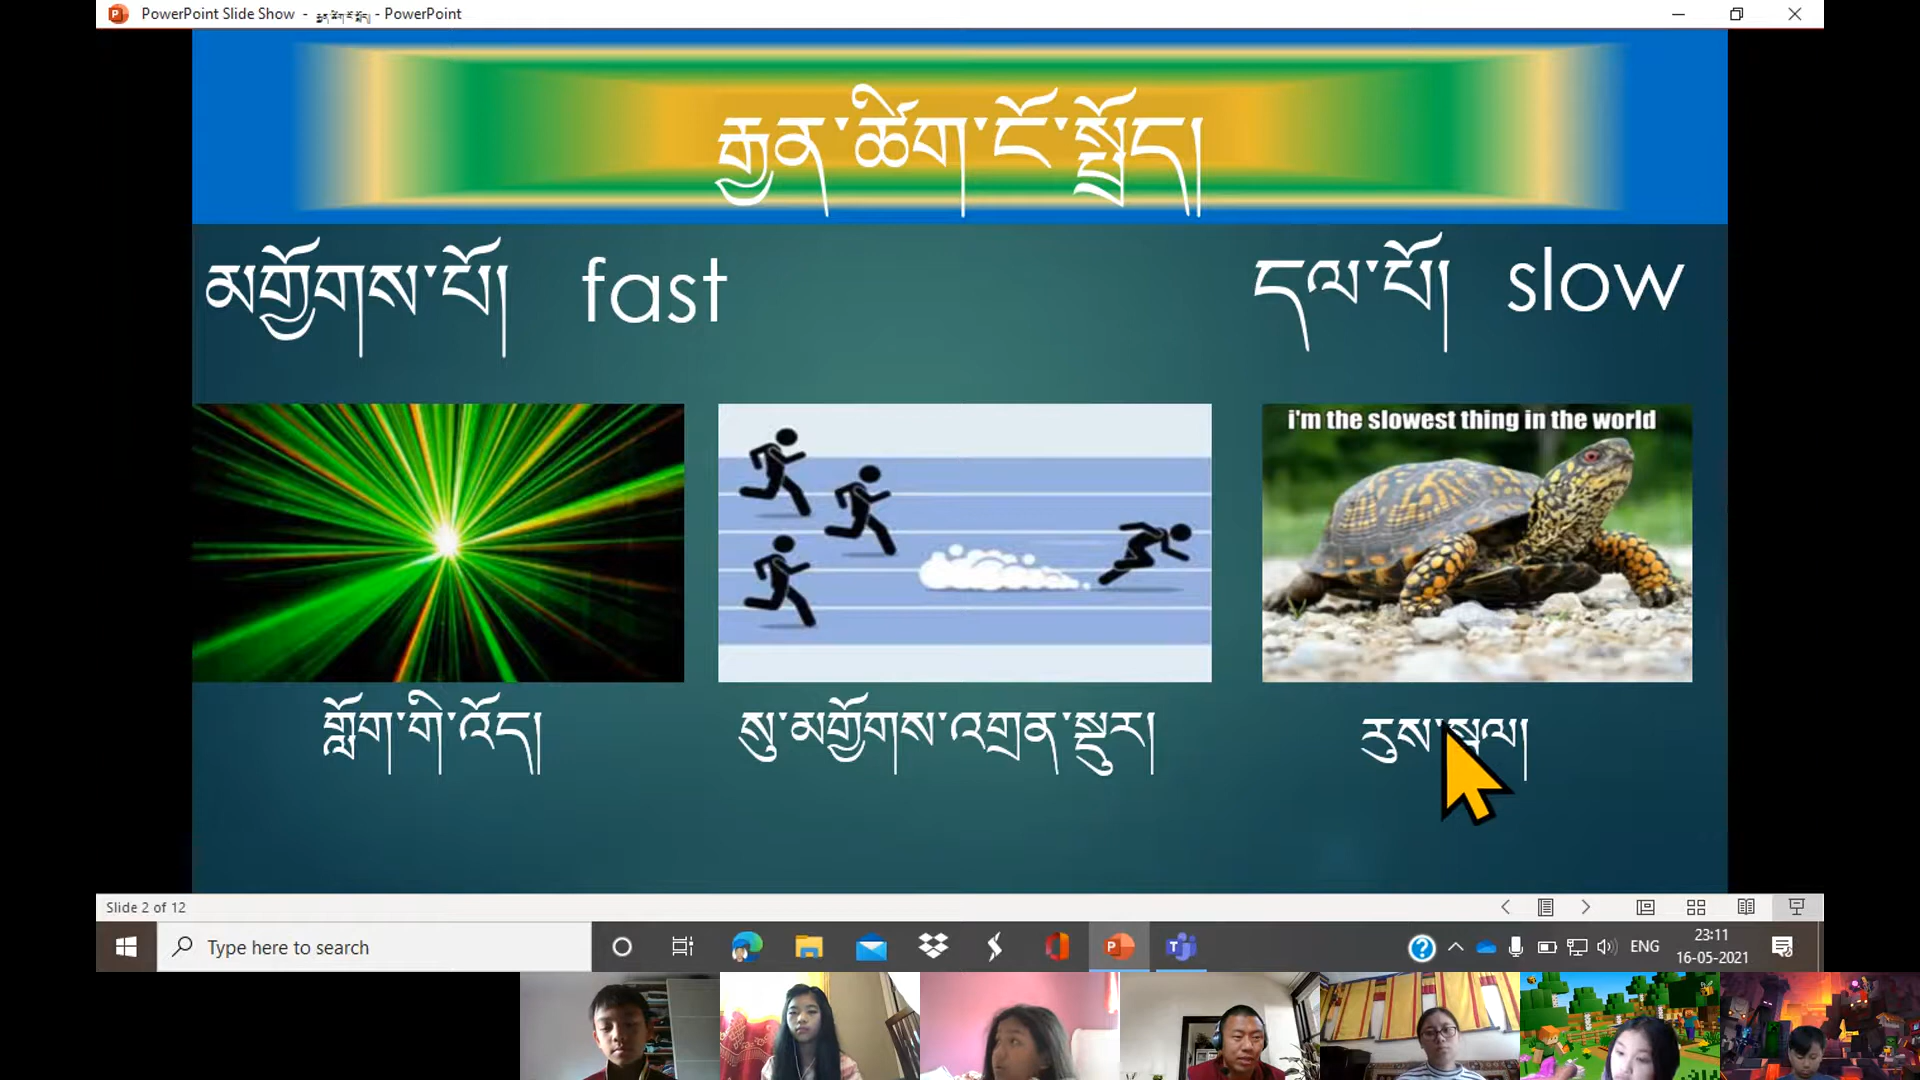 PowerPoint Slide Show - རྒྱན་ཚིག་ངོ་སྤྲོད། - PowerPoint
རྒྱན་ཚིག་ངོ་སྤྲོད།
མགྱོགས་པོ། fast
དལ་པོ། slow
i'm the slowest thing in the world
གློག་གི་འོད།
སུ་མགྱོགས་འགྲན་སྡུར།
རུས་སྦལ།
Slide 2 of 12
Type here to search
ENG
23:11
16-05-2021